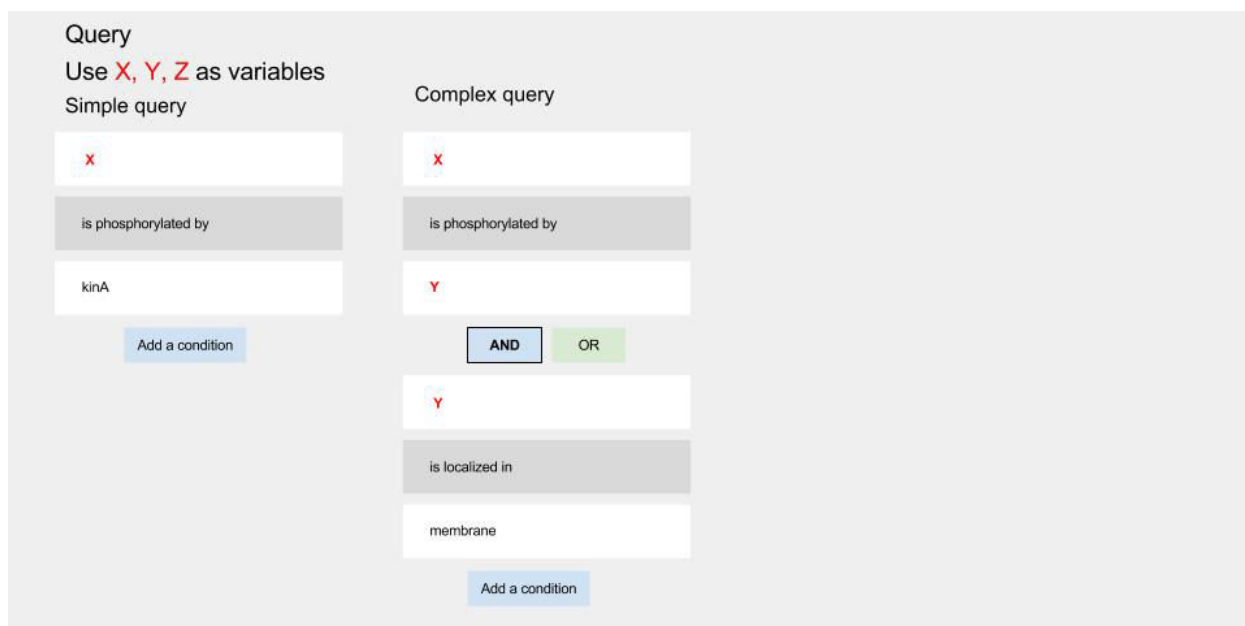 Query
Use X, Y, Z as variables
Simple query
X
is phosphorylated by
kinA
Add a condition
Complex query
X
is phosphorylated by
Y
AND OR
Y
is localized in
membrane
Add a condition